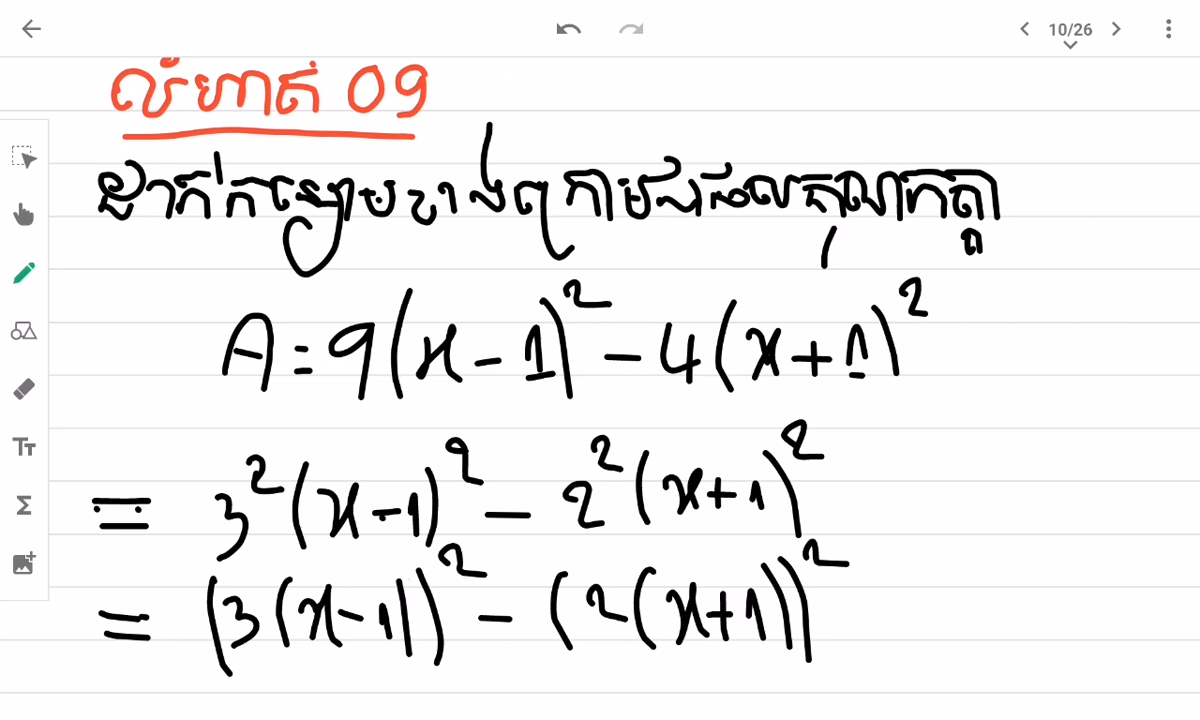 10/26
លំហាត់ 09
ដាក់កន្សោមខាងក្រោមជាផលគុណកត្តា
A = 9(x - 1)² - 4(x + 1)²
= 3²(x - 1)² - 2²(x + 1)²
= (3(x - 1))² - (2(x + 1))²